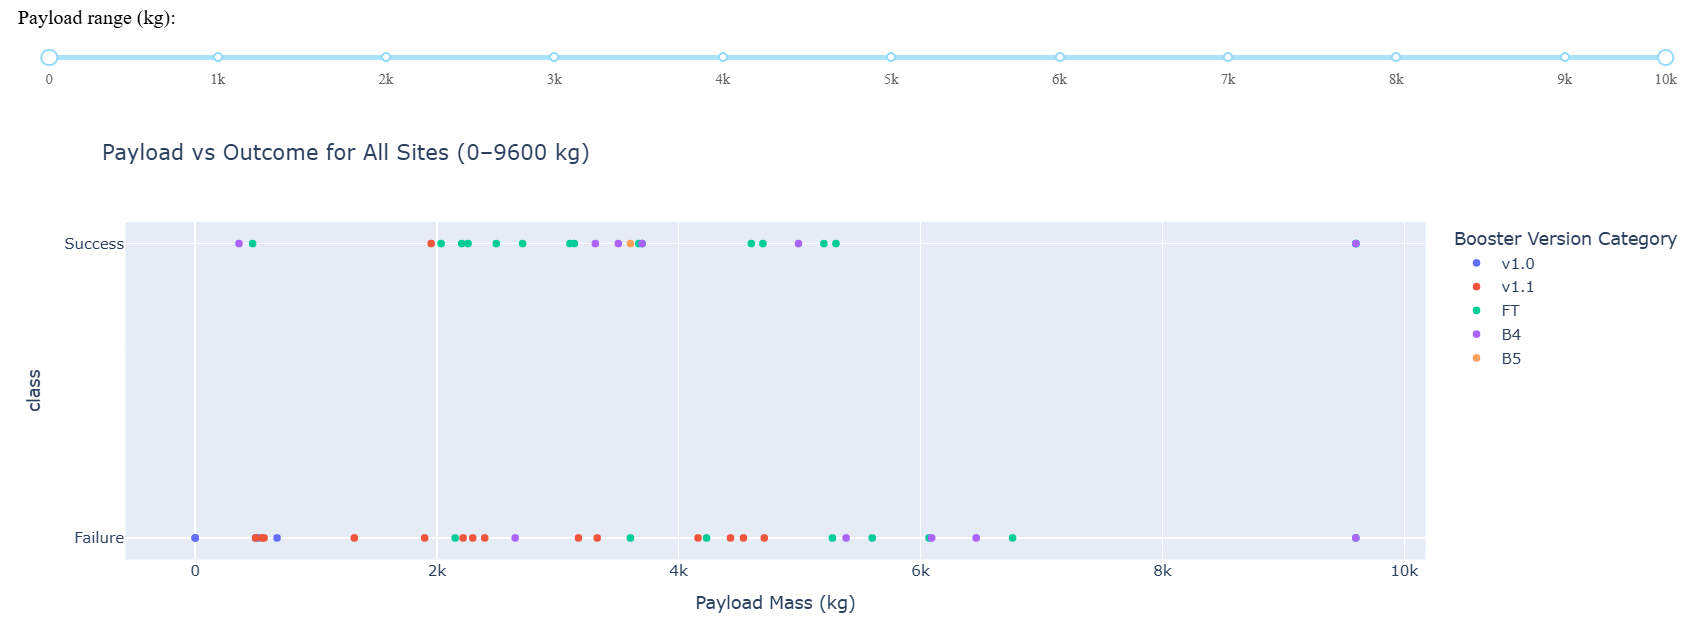 Payload range (kg):
0 1k 2k 3k 4k 5k 6k 7k 8k 9k 10k
Payload vs Outcome for All Sites (0–9600 kg)
Success
Failure
class
0 2k 4k 6k 8k 10k
Payload Mass (kg)
Booster Version Category
v1.0
v1.1
FT
B4
B5